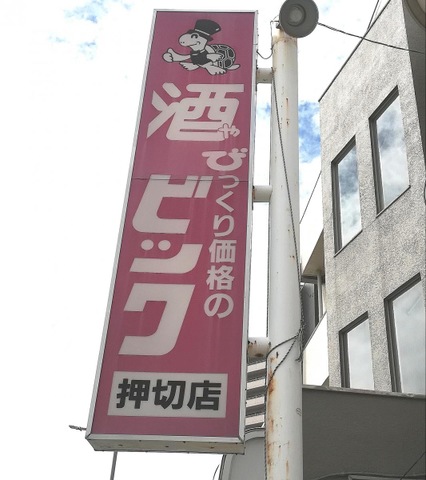 酒や
びっくり価格の
ビック
押切店